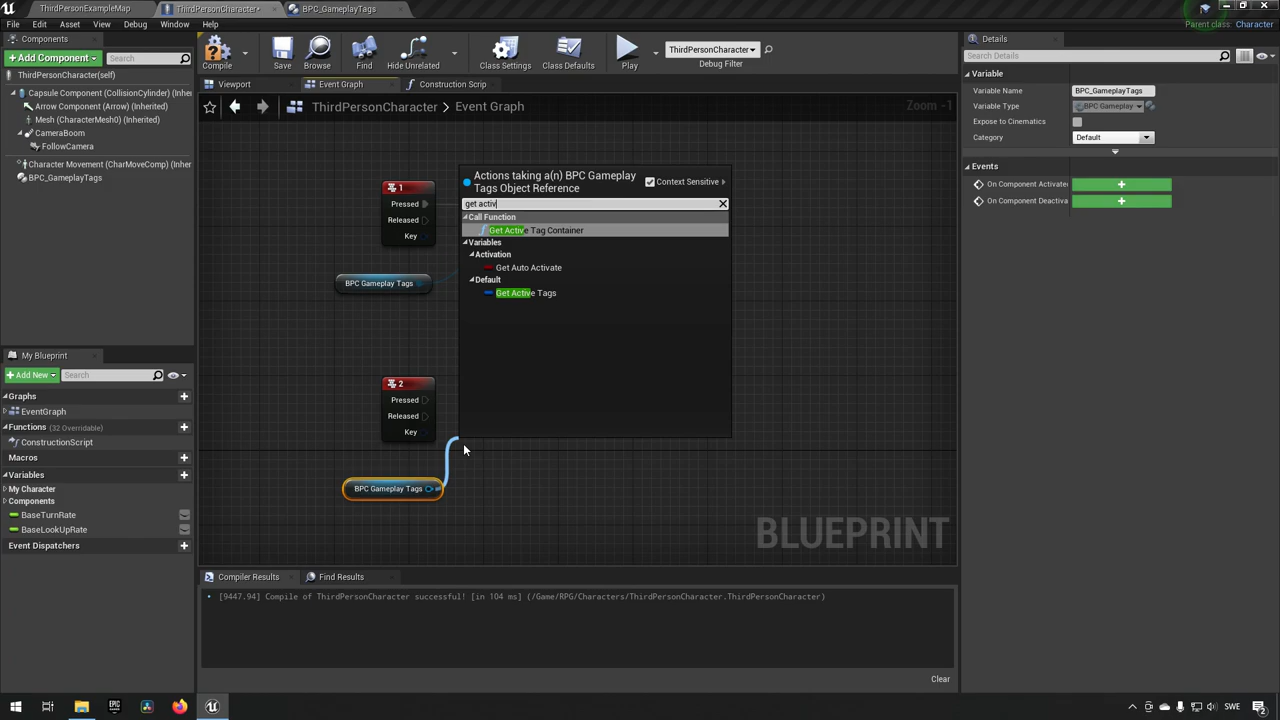 ThirdPersonExampleMap
ThirdPersonCharacter•
BPC_GameplayTags
Parent class: Character
File Edit Asset View Debug Window Help
Components
+Add Component
Search
ThirdPersonCharacter(self)
Capsule Component (CollisionCylinder) (Inherited)
Arrow Component (Arrow) (Inherited)
Mesh (CharacterMesh0) (Inherited)
CameraBoom
FollowCamera
Character Movement (CharMoveComp) (Inher
BPC_GameplayTags
Compile
Save
Browse
Find
Hide Unrelated
Class Settings
Class Defaults
Play
ThirdPersonCharacter
Debug Filter
Viewport
Event Graph
Construction Scrip
ThirdPersonCharacter > Event Graph
Zoom -1
1
Pressed
Released
Key
BPC Gameplay Tags
2
Pressed
Released
Key
BPC Gameplay Tags
Actions taking a(n) BPC Gameplay
Tags Object Reference
Context Sensitive
get activ
Call Function
Get Active Tag Container
Variables
Activation
Get Auto Activate
Default
Get Active Tags
BLUEPRINT
My Blueprint
+Add New
Search
Graphs
EventGraph
Functions (32 Overridable)
ConstructionScript
Macros
Variables
My Character
Components
BaseTurnRate
BaseLookUpRate
Event Dispatchers
Compiler Results
Find Results
[9447.94] Compile of ThirdPersonCharacter successful! [in 104 ms] (/Game/RPG/Characters/ThirdPersonCharacter.ThirdPersonCharacter)
Clear
Details
Search Details
Variable
Variable Name
BPC_GameplayTags
Variable Type
BPC Gameplay
Expose to Cinematics
Category
Default
Events
On Component Activate
On Component Deactiva
SWE